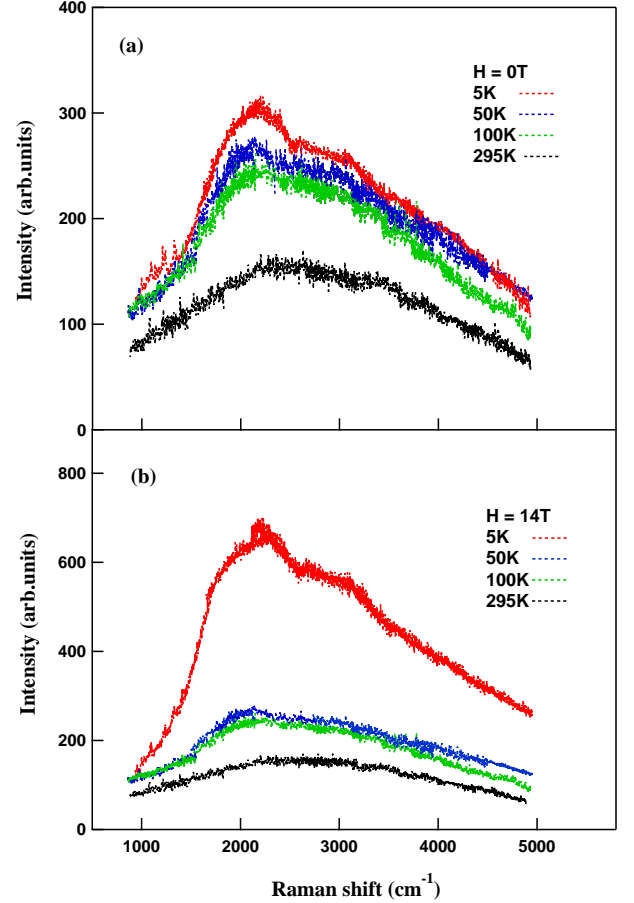 400
(a)
H = 0T
5K
300
50K
100K
295K
200
Intensity (arb.units)
100
0
800
(b)
H = 14T
5K
600
50K
100K
295K
400
Intensity (arb.units)
200
0
1000 2000 3000 4000 5000
Raman shift (cm⁻¹)